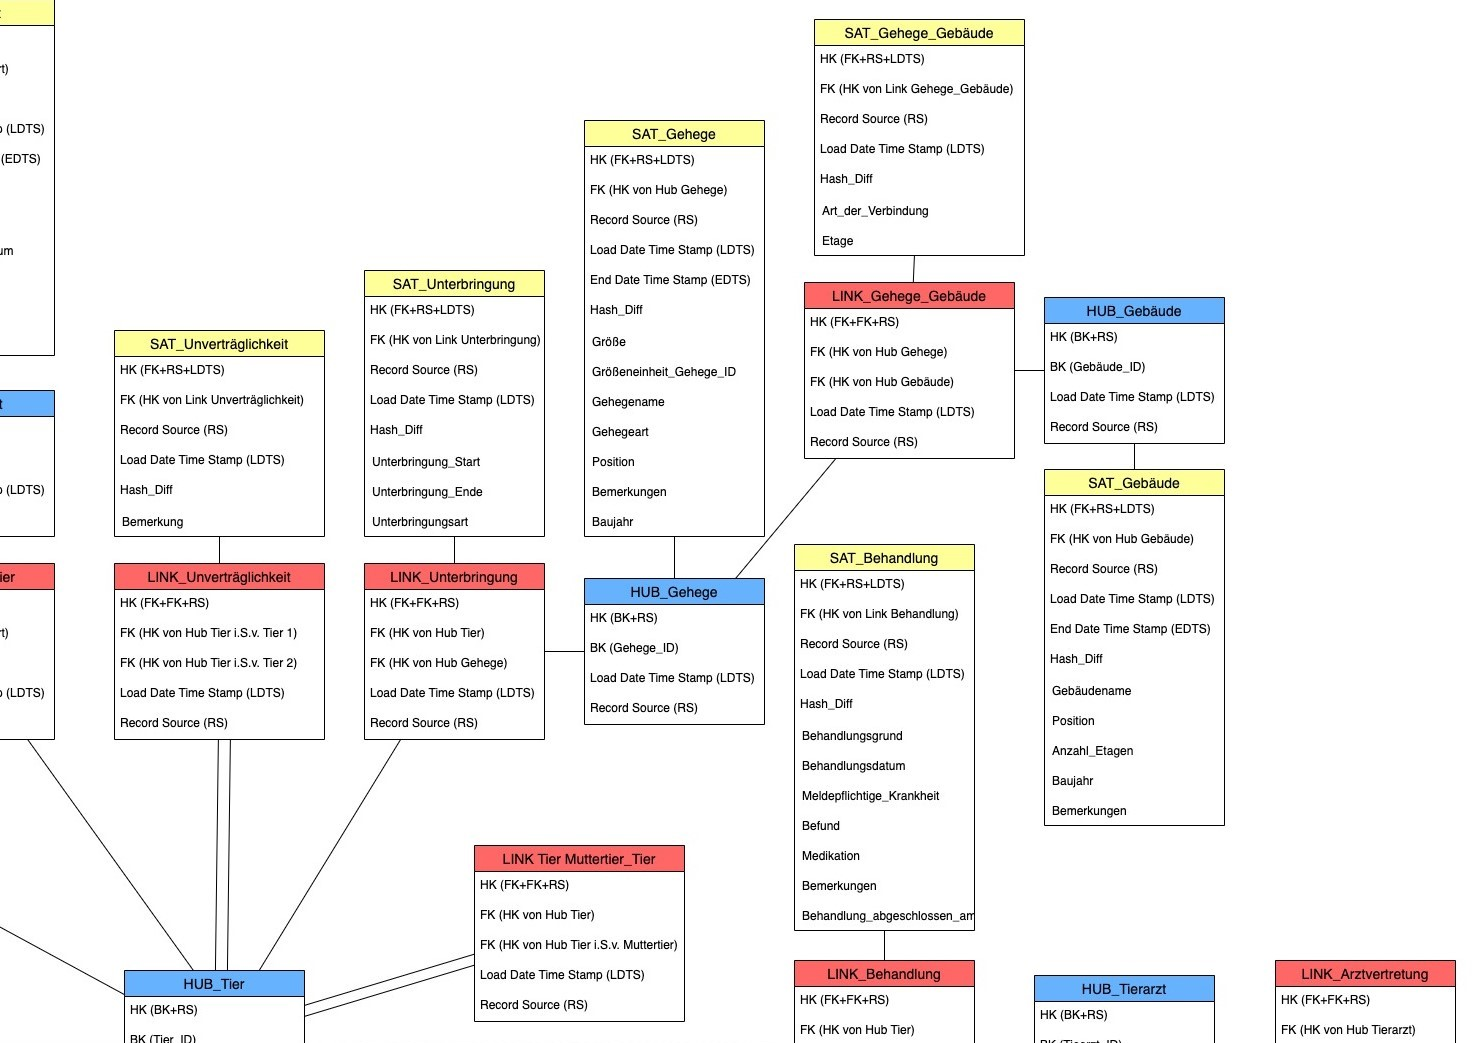 rt)
(LDTS)
(EDTS)
um
(LDTS)
ier
rt)
(LDTS)
SAT_Unverträglichkeit
HK (FK+RS+LDTS)
FK (HK von Link Unverträglichkeit)
Record Source (RS)
Load Date Time Stamp (LDTS)
Hash_Diff
Bemerkung
LINK_Unverträglichkeit
HK (FK+FK+RS)
FK (HK von Hub Tier i.S.v. Tier 1)
FK (HK von Hub Tier i.S.v. Tier 2)
Load Date Time Stamp (LDTS)
Record Source (RS)
SAT_Unterbringung
HK (FK+RS+LDTS)
FK (HK von Link Unterbringung)
Record Source (RS)
Load Date Time Stamp (LDTS)
Hash_Diff
Unterbringung_Start
Unterbringung_Ende
Unterbringungsart
LINK_Unterbringung
HK (FK+FK+RS)
FK (HK von Hub Tier)
FK (HK von Hub Gehege)
Load Date Time Stamp (LDTS)
Record Source (RS)
SAT_Gehege
HK (FK+RS+LDTS)
FK (HK von Hub Gehege)
Record Source (RS)
Load Date Time Stamp (LDTS)
End Date Time Stamp (EDTS)
Hash_Diff
Größe
Größeneinheit_Gehege_ID
Gehegename
Gehegeart
Position
Bemerkungen
Baujahr
HUB_Gehege
HK (BK+RS)
BK (Gehege_ID)
Load Date Time Stamp (LDTS)
Record Source (RS)
SAT_Gehege_Gebäude
HK (FK+RS+LDTS)
FK (HK von Link Gehege_Gebäude)
Record Source (RS)
Load Date Time Stamp (LDTS)
Hash_Diff
Art_der_Verbindung
Etage
LINK_Gehege_Gebäude
HK (FK+FK+RS)
FK (HK von Hub Gehege)
FK (HK von Hub Gebäude)
Load Date Time Stamp (LDTS)
Record Source (RS)
HUB_Gebäude
HK (BK+RS)
BK (Gebäude_ID)
Load Date Time Stamp (LDTS)
Record Source (RS)
SAT_Gebäude
HK (FK+RS+LDTS)
FK (HK von Hub Gebäude)
Record Source (RS)
Load Date Time Stamp (LDTS)
End Date Time Stamp (EDTS)
Hash_Diff
Gebäudename
Position
Anzahl_Etagen
Baujahr
Bemerkungen
SAT_Behandlung
HK (FK+RS+LDTS)
FK (HK von Link Behandlung)
Record Source (RS)
Load Date Time Stamp (LDTS)
Hash_Diff
Behandlungsgrund
Behandlungsdatum
Meldepflichtige_Krankheit
Befund
Medikation
Bemerkungen
Behandlung_abgeschlossen_am
LINK Tier Muttertier_Tier
HK (FK+FK+RS)
FK (HK von Hub Tier)
FK (HK von Hub Tier i.S.v. Muttertier)
Load Date Time Stamp (LDTS)
Record Source (RS)
HUB_Tier
HK (BK+RS)
BK (Tier_ID)
LINK_Behandlung
HK (FK+FK+RS)
FK (HK von Hub Tier)
HUB_Tierarzt
HK (BK+RS)
LINK_Arztvertretung
HK (FK+FK+RS)
FK (HK von Hub Tierarzt)